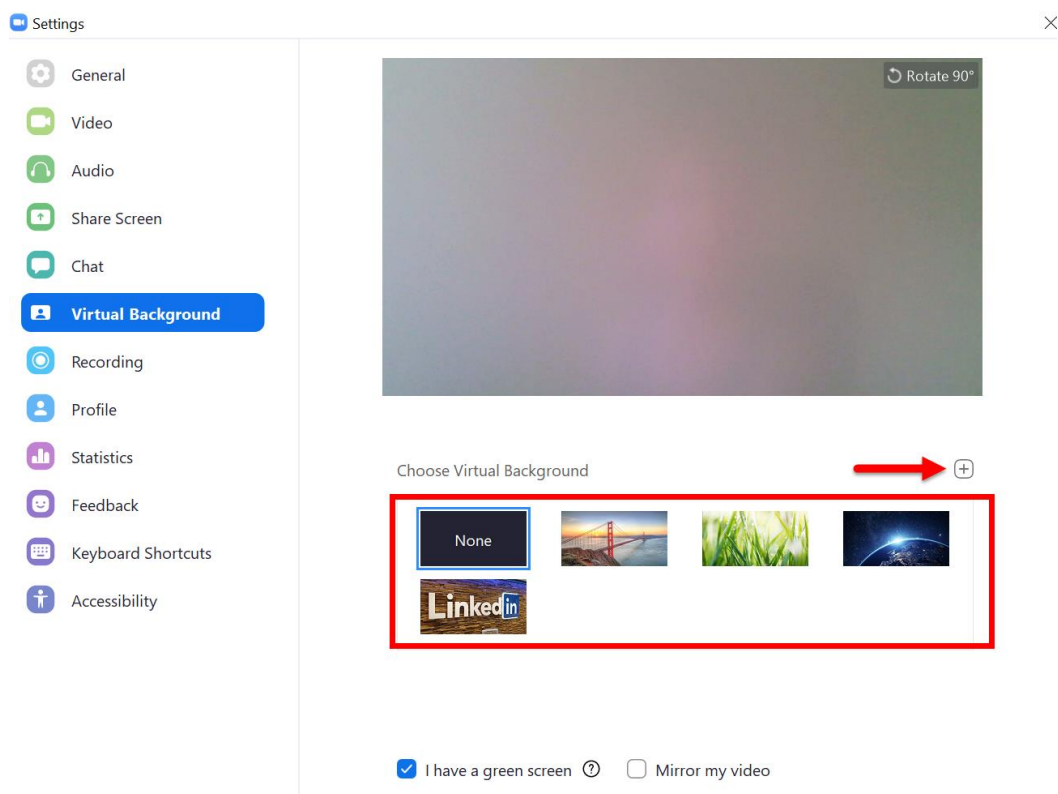 Settings
General
Video
Audio
Share Screen
Chat
Virtual Background
Recording
Profile
Statistics
Feedback
Keyboard Shortcuts
Accessibility
Rotate 90°
Choose Virtual Background
None
Linkedin
I have a green screen
Mirror my video